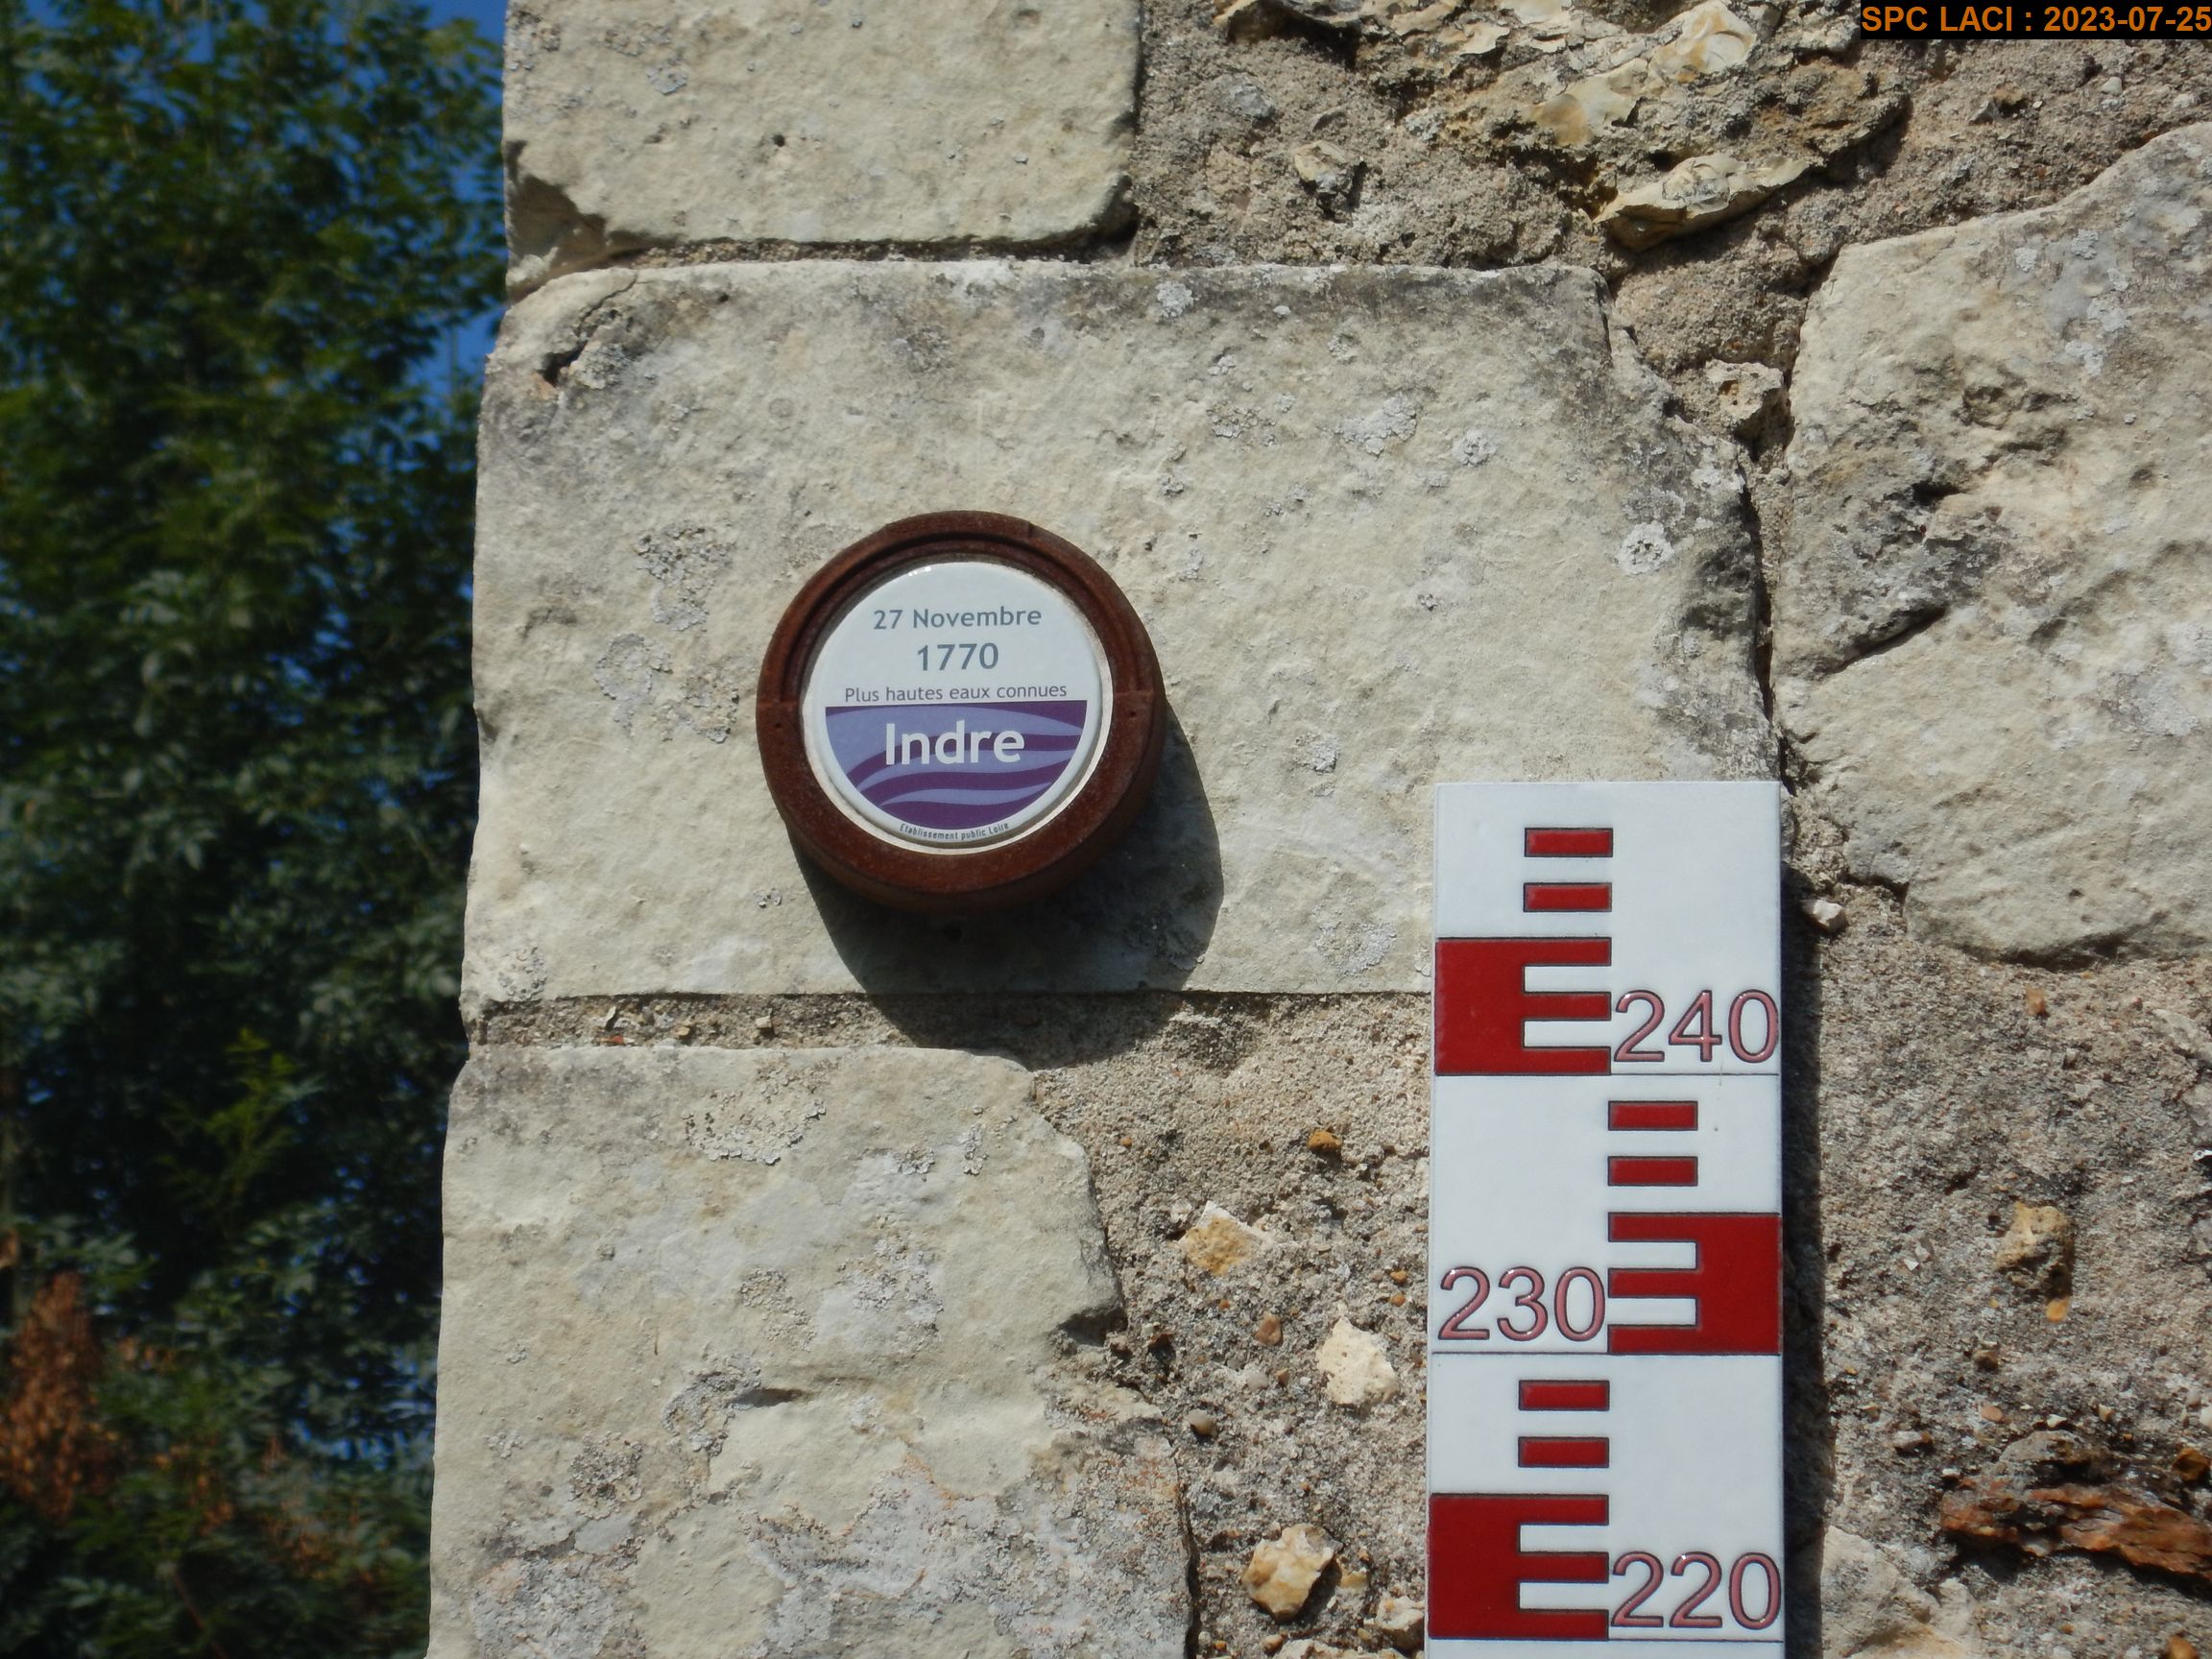 SPC LACI : 2023-07-25
27 Novembre
1770
Plus hautes eaux connues
Indre
Etablissement public Loire
240
230
220